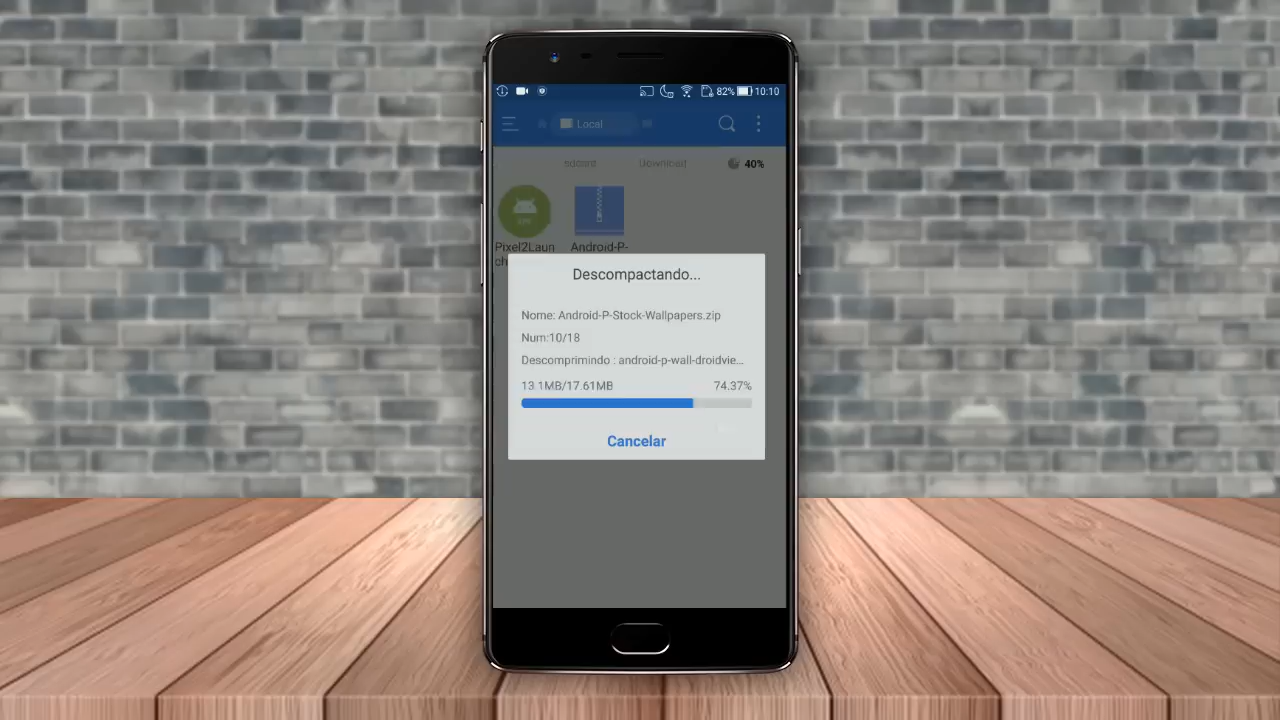 82% 10:10
Local
sdcard Download 40%
Pixel2Laun
Android-P-
ch
Descompactando...
Nome: Android-P-Stock-Wallpapers.zip
Num:10/18
Descomprimindo : android-p-wall-droidvie...
13.1MB/17.61MB 74.37%
Cancelar